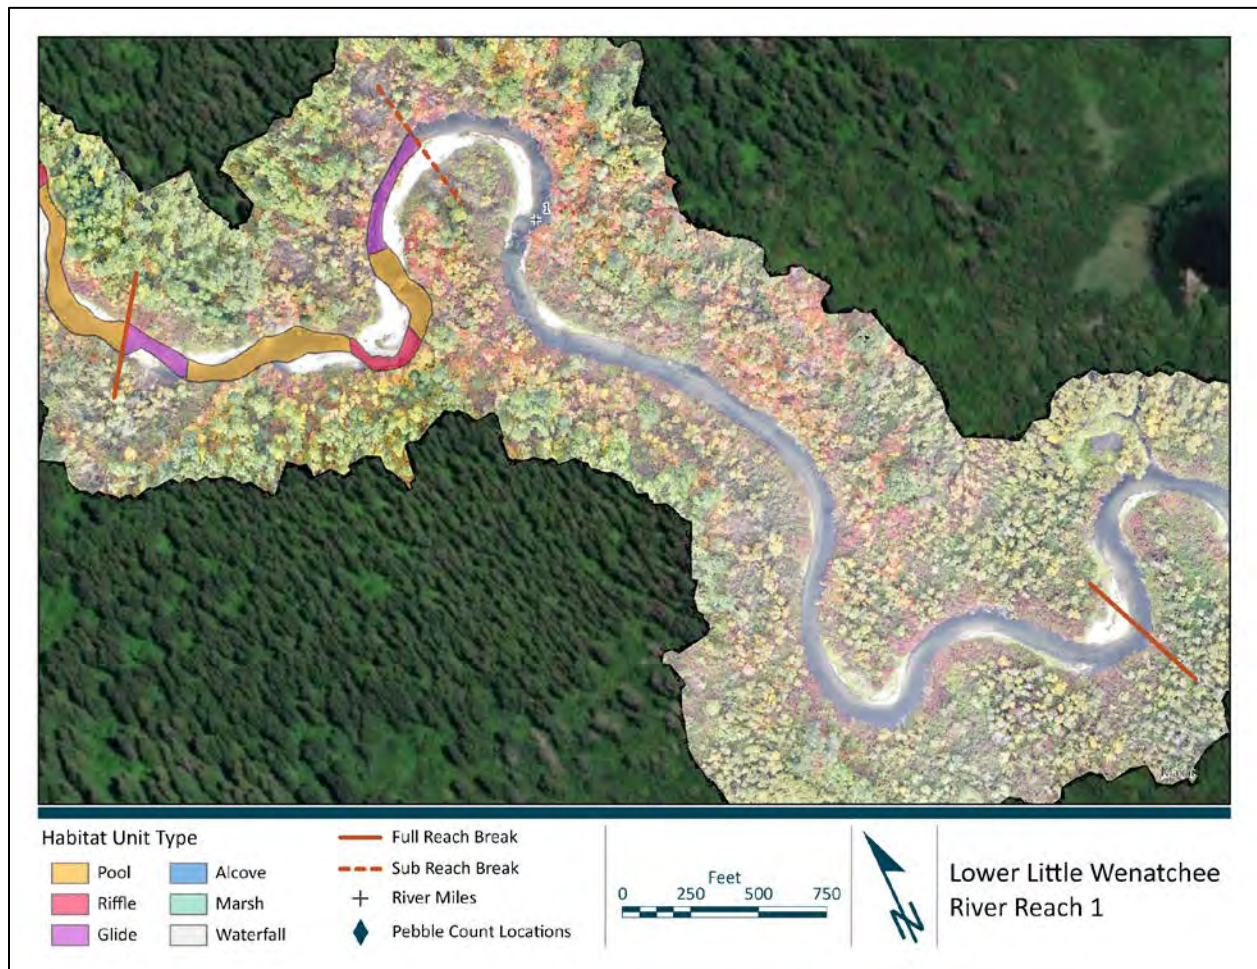 1
Habitat Unit Type
Pool
Riffle
Glide
Alcove
Marsh
Waterfall
Full Reach Break
Sub Reach Break
River Miles
Pebble Count Locations
Feet
0 250 500 750
N
Lower Little Wenatchee
River Reach 1